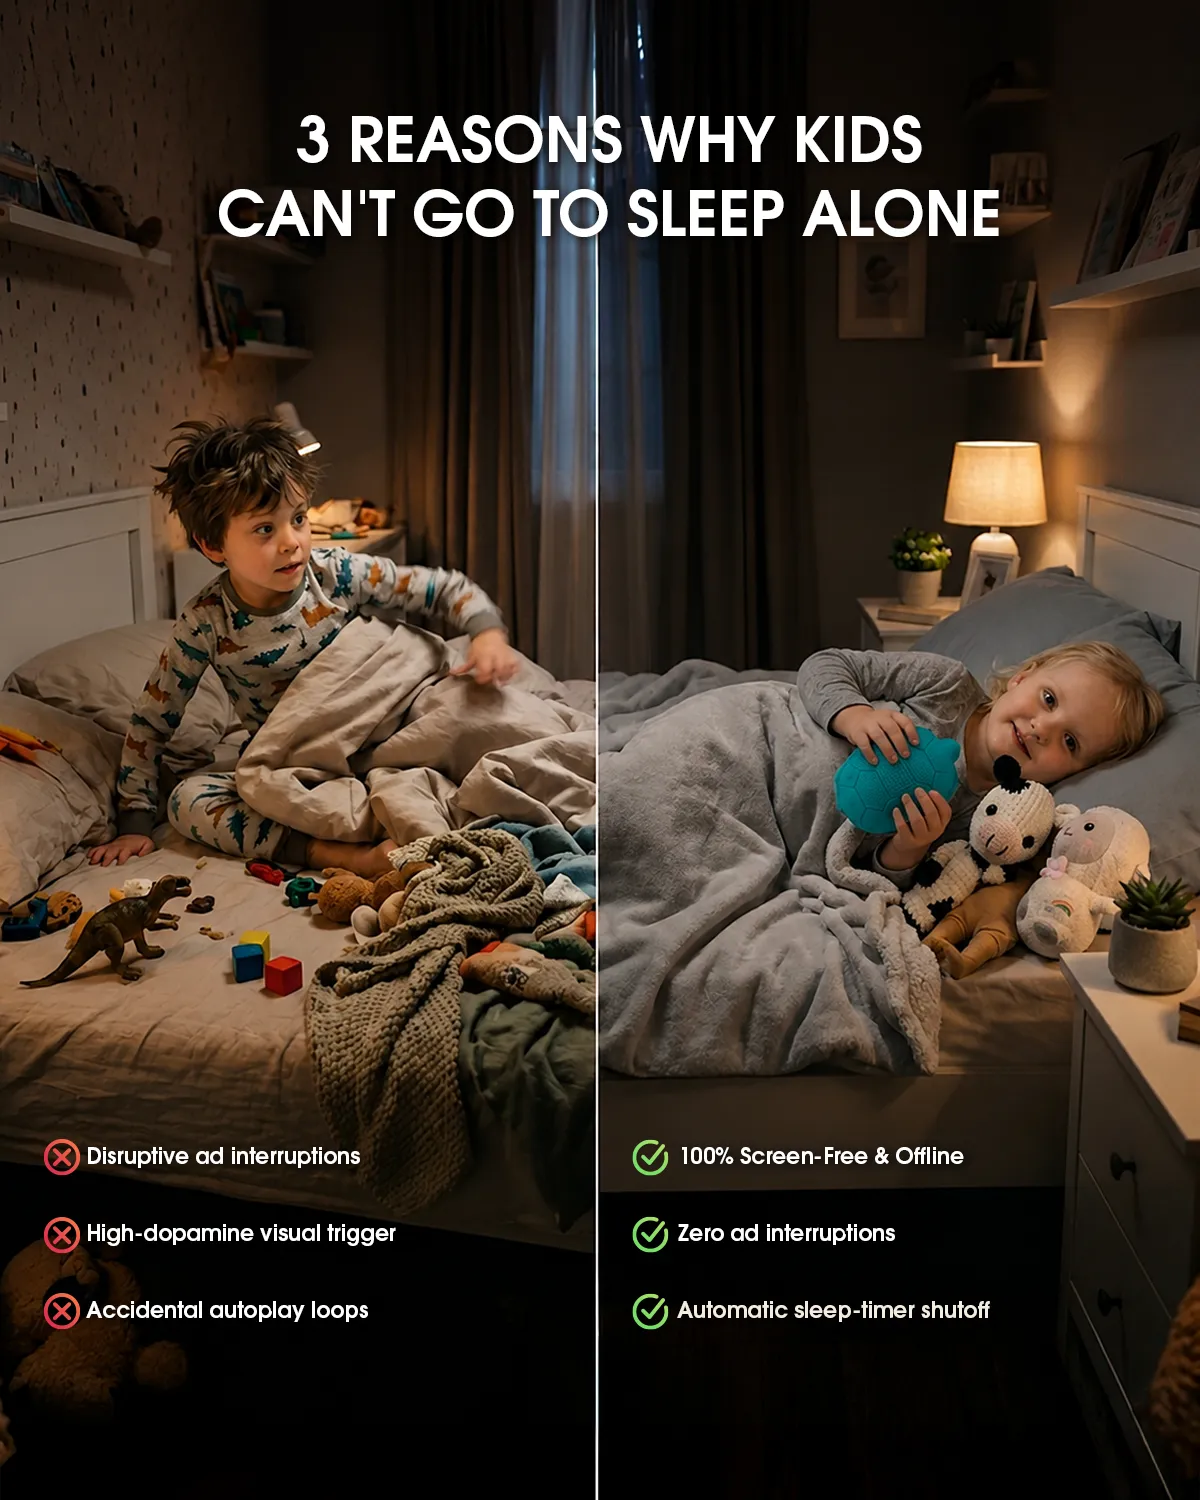 3 REASONS WHY KIDS
CAN'T GO TO SLEEP ALONE
Disruptive ad interruptions
High-dopamine visual trigger
Accidental autoplay loops
100% Screen-Free & Offline
Zero ad interruptions
Automatic sleep-timer shutoff